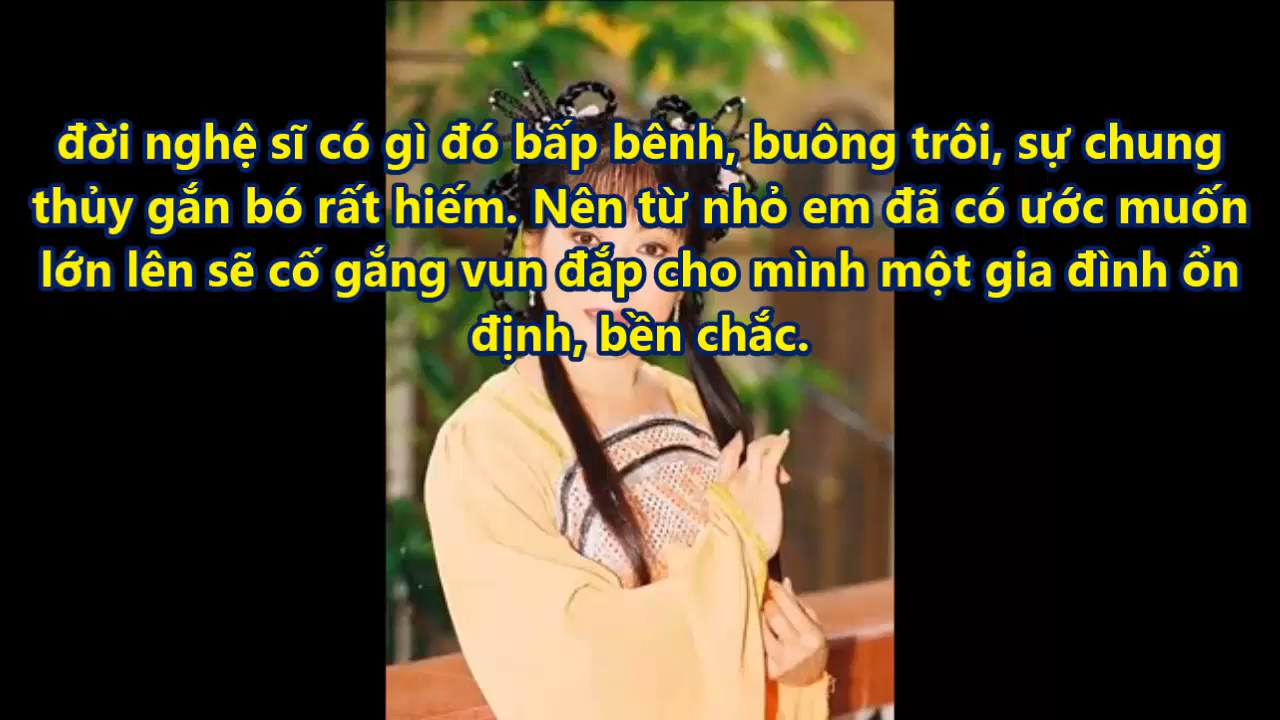 đời nghệ sĩ có gì đó bấp bênh, buông trôi, sự chung
thủy gắn bó rất hiếm. Nên từ nhỏ em đã có ước muốn
lớn lên sẽ cố gắng vun đắp cho mình một gia đình ổn
định, bền chắc.